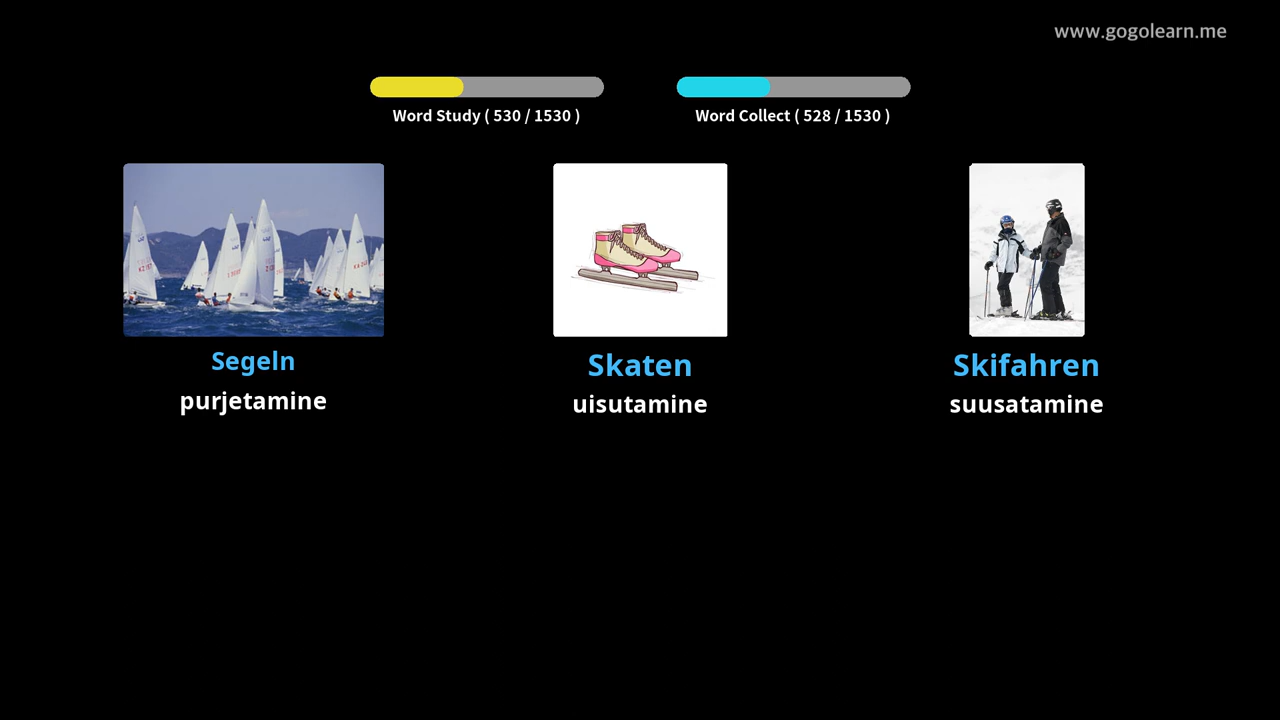 www.gogolearn.me
Word Study ( 530 / 1530 )
Word Collect ( 528 / 1530 )
Segeln
purjetamine
Skaten
uisutamine
Skifahren
suusatamine